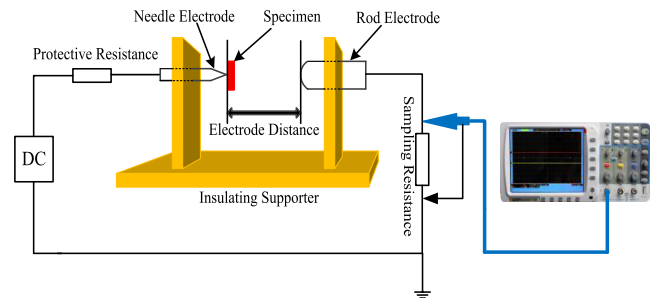 Needle Electrode
Specimen
Rod Electrode
Protective Resistance
Electrode Distance
Sampling Resistance
DC
Insulating Supporter